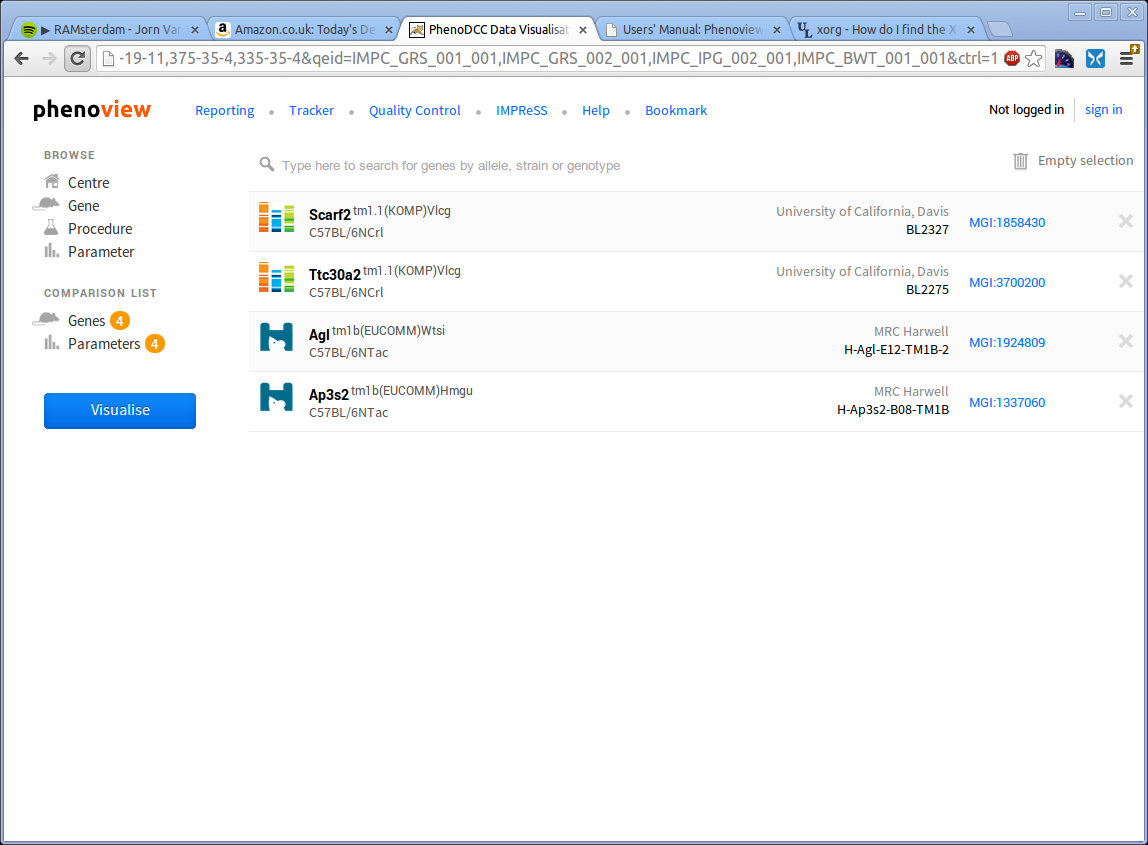 ▶ RAMsterdam - Jorn Var
Amazon.co.uk: Today's De
PhenoDCC Data Visualisat
Users' Manual: Phenoview
xorg - How do I find the X
-19-11,375-35-4,335-35-4&qeid=IMPC_GRS_001_001,IMPC_GRS_002_001,IMPC_IPG_002_001,IMPC_BWT_001_001&ctrl=1
ABP
phenoview
Reporting • Tracker • Quality Control • IMPReSS • Help • Bookmark
Not logged in
sign in
BROWSE
Centre
Gene
Procedure
Parameter
COMPARISON LIST
Genes 4
Parameters 4
Visualise
Type here to search for genes by allele, strain or genotype
Empty selection
Scarf2 tm1.1(KOMP)Vlcg
C57BL/6NCrl
University of California, Davis
BL2327
MGI:1858430
Ttc30a2 tm1.1(KOMP)Vlcg
C57BL/6NCrl
University of California, Davis
BL2275
MGI:3700200
Agl tm1b(EUCOMM)Wtsi
C57BL/6NTac
MRC Harwell
H-Agl-E12-TM1B-2
MGI:1924809
Ap3s2 tm1b(EUCOMM)Hmgu
C57BL/6NTac
MRC Harwell
H-Ap3s2-B08-TM1B
MGI:1337060